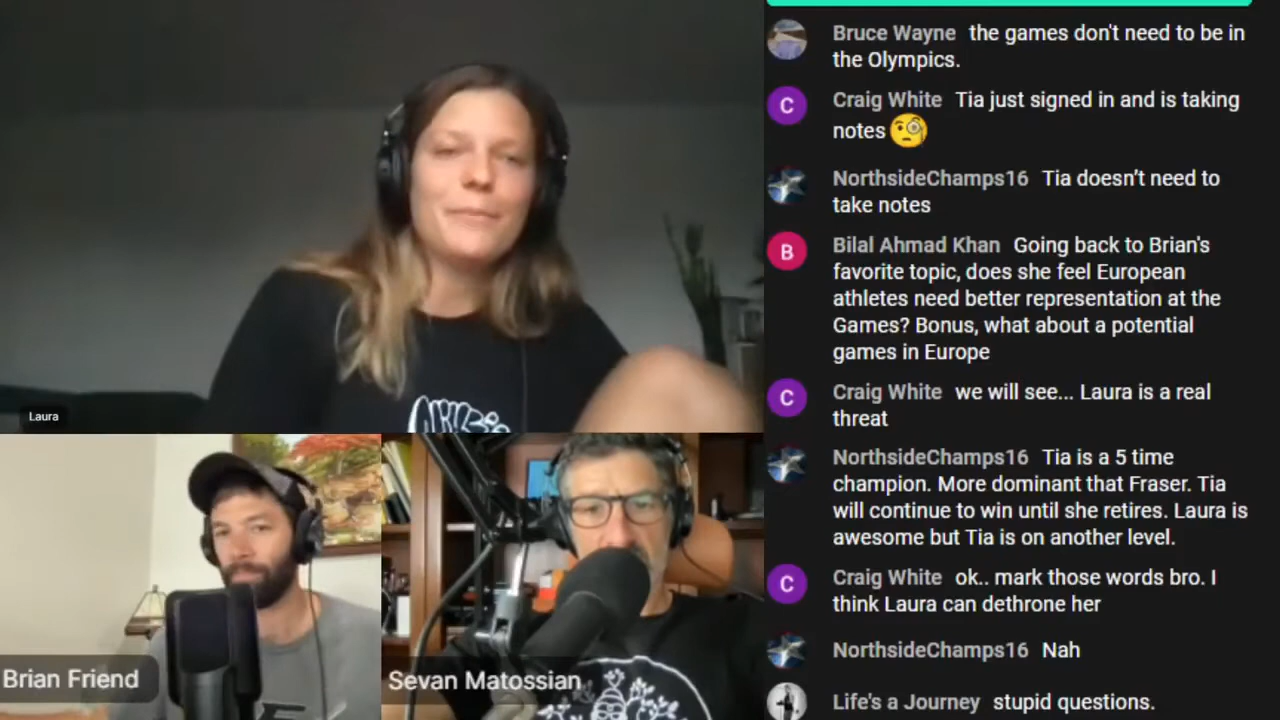 Bruce Wayne the games don't need to be in
the Olympics.
Craig White Tia just signed in and is taking
notes🧐
C
NorthsideChamps16 Tia doesn't need to
take notes
Bilal Ahmad Khan Going back to Brian's
B
favorite topic, does she feel European
athletes need better representation at the
Games? Bonus, what about a potential
games in Europe
Craig White we will see... Laura is a real
C
threat
NorthsideChamps16 Tia is a 5 time
champion. More dominant that Fraser. Tia
will continue to win until she retires. Laura is
awesome but Tia is on another level.
Craig White ok.. mark those words bro. I
C
think Laura can dethrone her
NorthsideChamps16 Nah
Life's a Journey stupid questions.
Laura
Brian Friend
Sevan Matossian